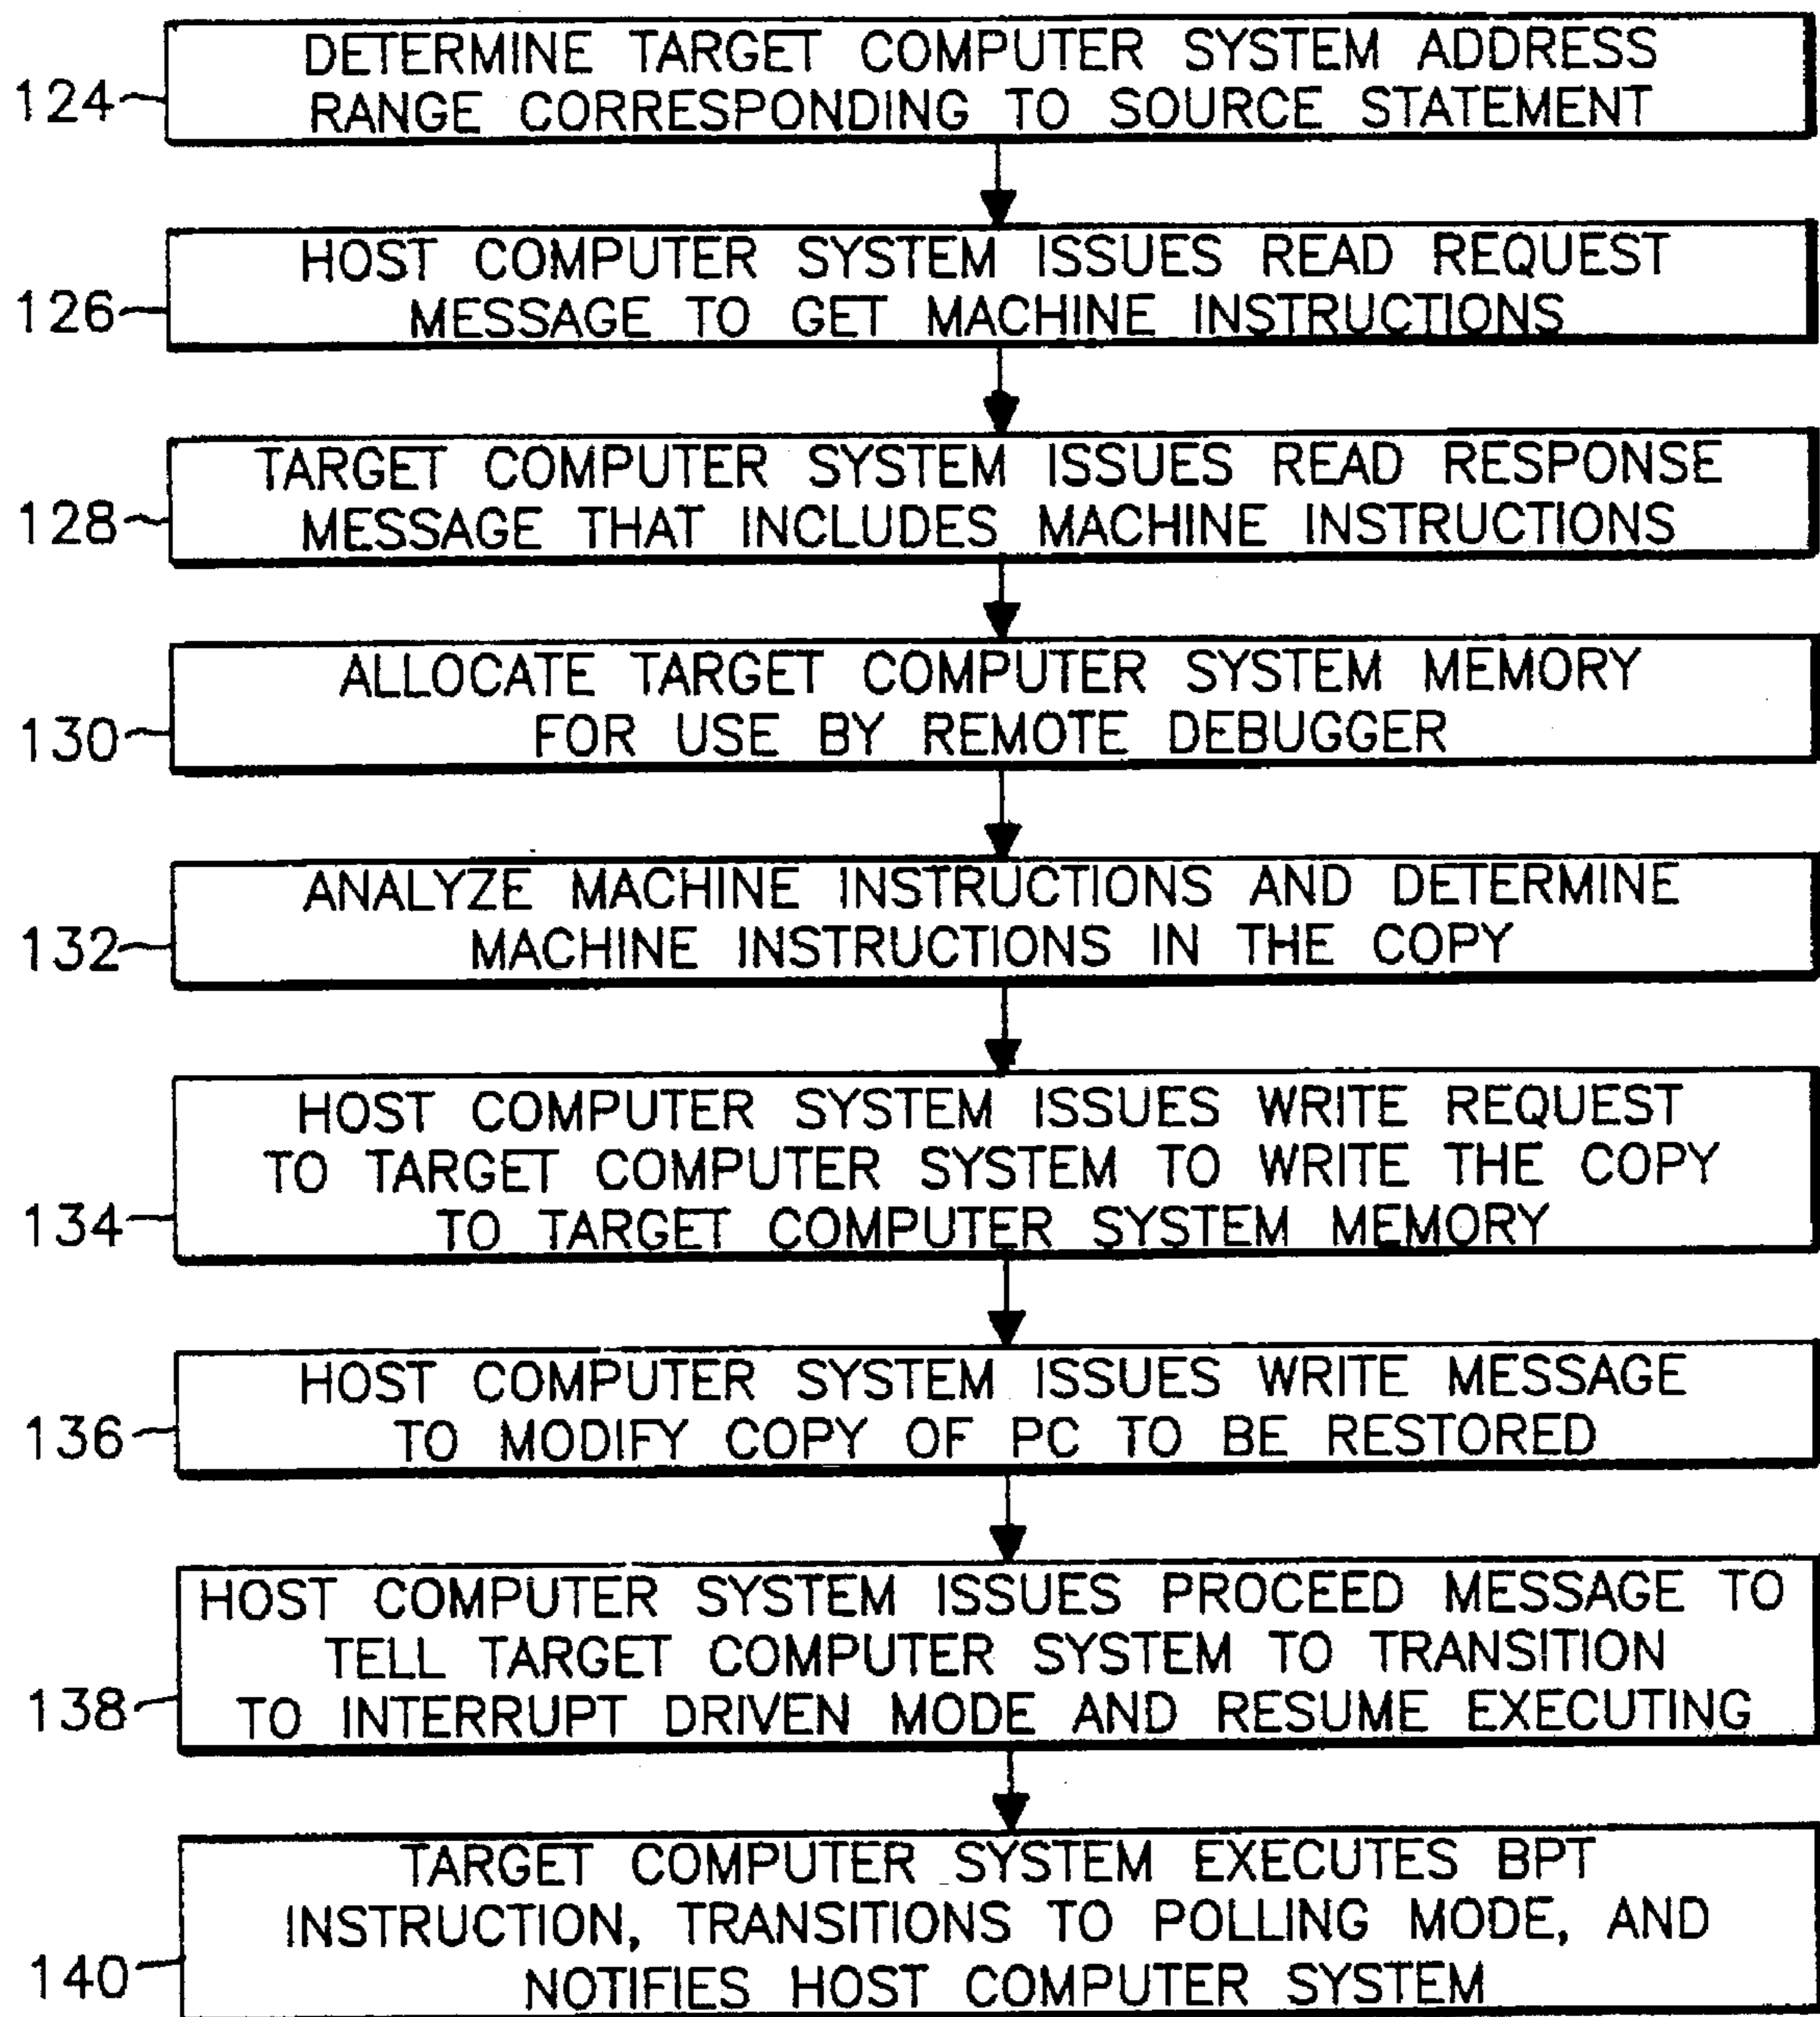 DETERMINE TARGET COMPUTER SYSTEM ADDRESS
124 RANGE CORRESPONDING TO SOURCE STATEMENT
HOST COMPUTER SYSTEM ISSUES READ REQUEST
126 MESSAGE TO GET MACHINE INSTRUCTIONS
TARGET COMPUTER SYSTEM ISSUES READ RESPONSE
128 MESSAGE THAT INCLUDES MACHINE INSTRUCTIONS
ALLOCATE TARGET COMPUTER SYSTEM MEMORY
130 FOR USE BY REMOTE DEBUGGER
ANALYZE MACHINE INSTRUCTIONS AND DETERMINE
132 MACHINE INSTRUCTIONS IN THE COPY
HOST COMPUTER SYSTEM ISSUES WRITE REQUEST
TO TARGET COMPUTER SYSTEM TO WRITE THE COPY
134 TO TARGET COMPUTER SYSTEM MEMORY
HOST COMPUTER SYSTEM ISSUES WRITE MESSAGE
136 TO MODIFY COPY OF PC TO BE RESTORED
HOST COMPUTER SYSTEM ISSUES PROCEED MESSAGE TO
TELL TARGET COMPUTER SYSTEM TO TRANSITION
138 TO INTERRUPT DRIVEN MODE AND RESUME EXECUTING
TARGET COMPUTER SYSTEM EXECUTES BPT
INSTRUCTION, TRANSITIONS TO POLLING MODE, AND
140 NOTIFIES HOST COMPUTER SYSTEM